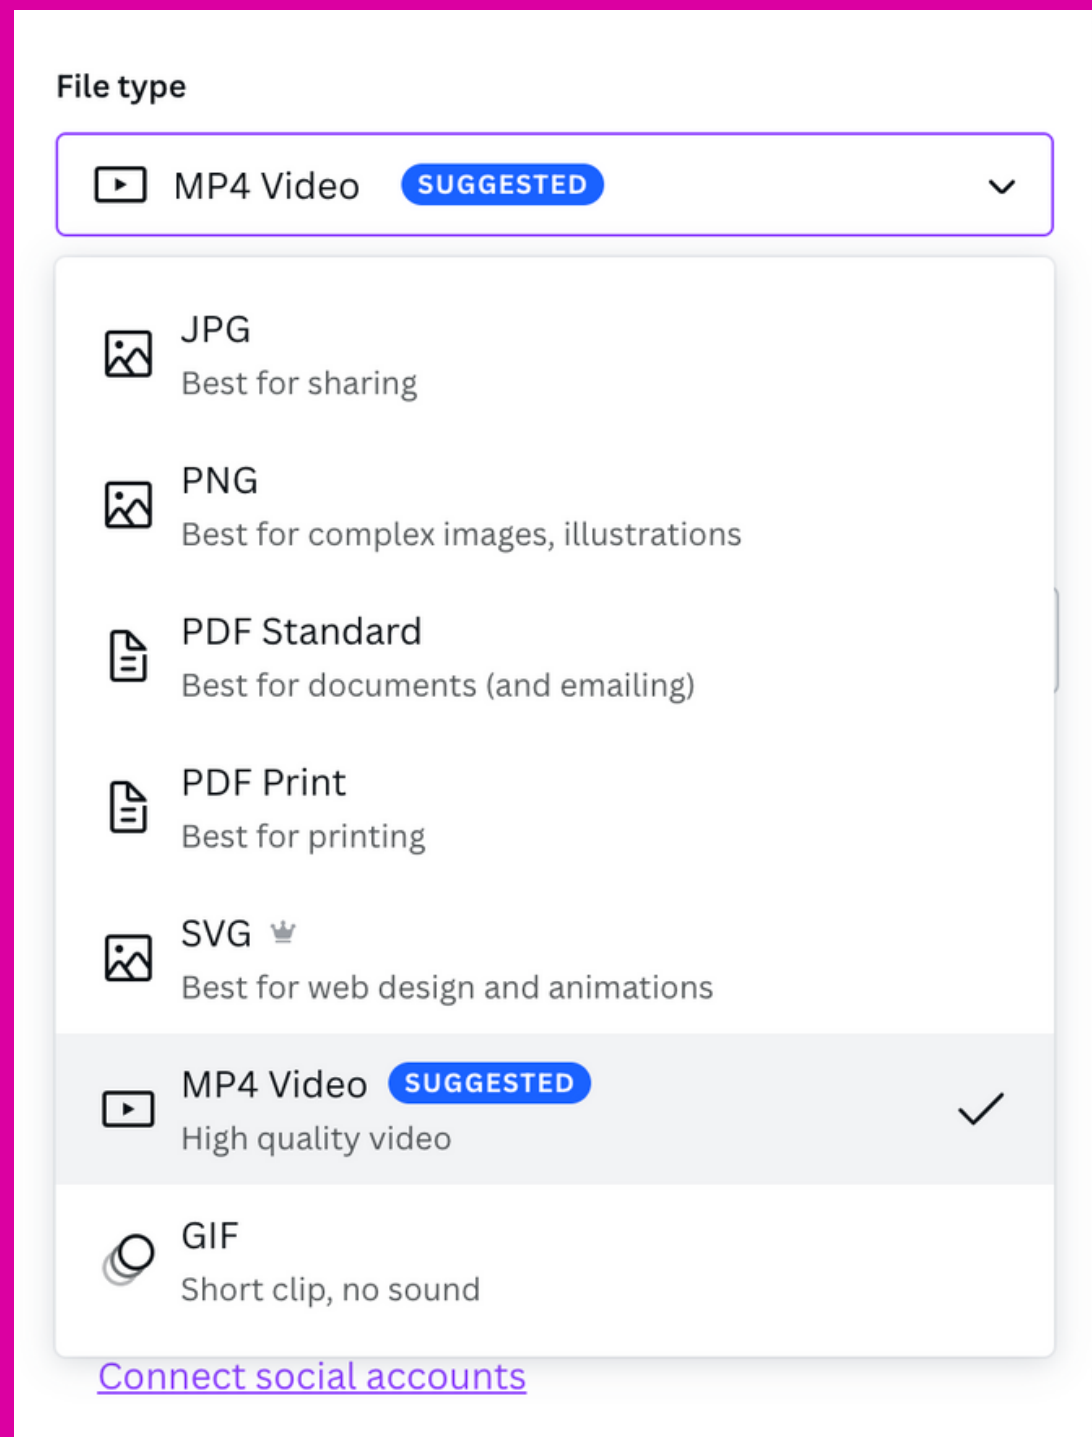 File type
MP4 Video SUGGESTED
JPG
Best for sharing
PNG
Best for complex images, illustrations
PDF Standard
Best for documents (and emailing)
PDF Print
Best for printing
SVG
Best for web design and animations
MP4 Video SUGGESTED
High quality video
GIF
Short clip, no sound
Connect social accounts